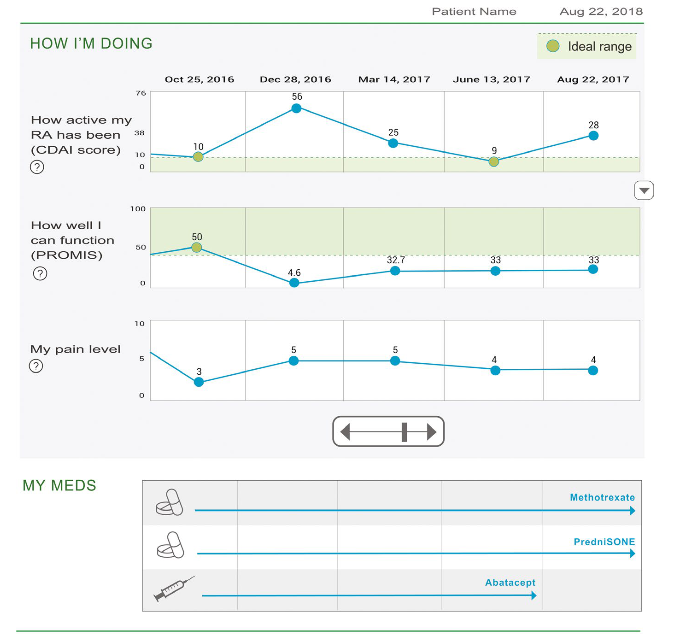 Patient Name Aug 22, 2018
HOW I'M DOING
Ideal range
Oct 25, 2016 Dec 28, 2016 Mar 14, 2017 June 13, 2017 Aug 22, 2017
How active my
RA has been
(CDAI score)
?
76
38
10
0
10 56 25 9 28
How well I
can function
(PROMIS)
?
100
50
0
50 4.6 32.7 33 33
My pain level
?
10
5
0
3 5 5 4 4
MY MEDS
Methotrexate
PredniSONE
Abatacept